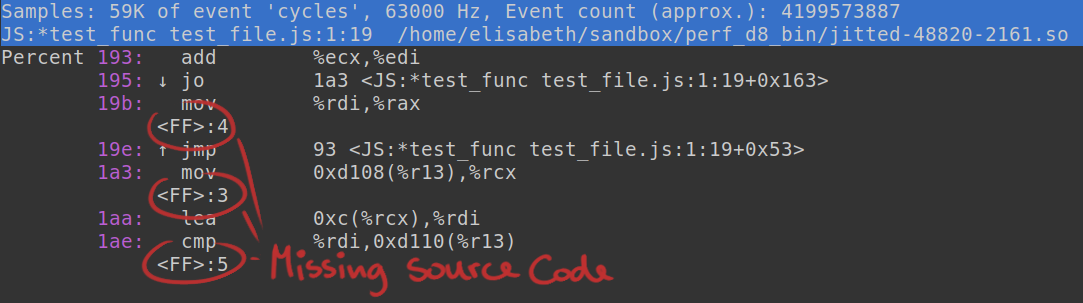 Samples: 59K of event 'cycles', 63000 Hz, Event count (approx.): 4199573887
JS:*test_func test_file.js:1:19  /home/elisabeth/sandbox/perf_d8_bin/jitted-48820-2161.so
Percent 193:   add        %ecx,%edi
195: ↓ jo         1a3 <JS:*test_func test_file.js:1:19+0x163>
19b:   mov        %rdi,%rax
<FF>:4
19e: ↑ jmp        93 <JS:*test_func test_file.js:1:19+0x53>
1a3:   mov        0xd108(%r13),%rcx
<FF>:3
1aa:   lea        0xc(%rcx),%rdi
1ae:   cmp        %rdi,0xd110(%r13)
<FF>:5 - Missing Source Code